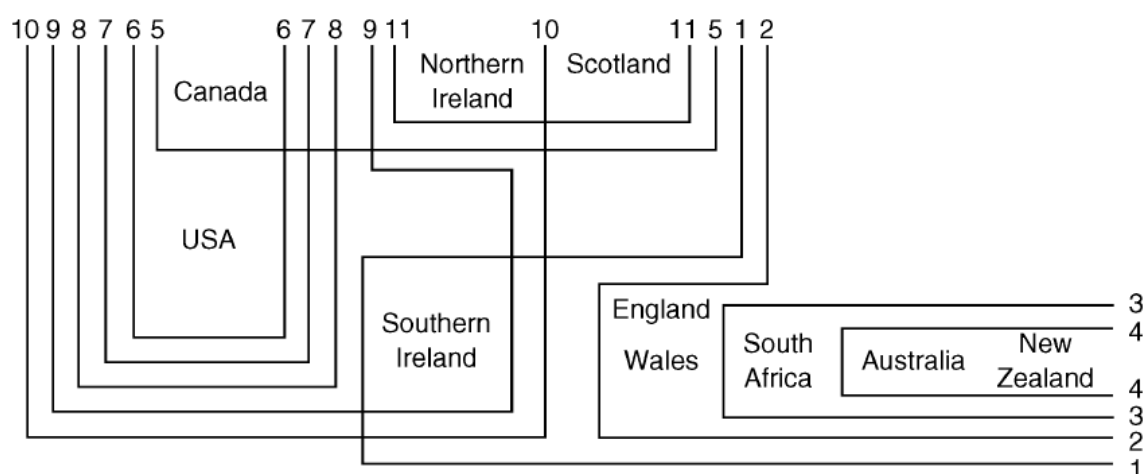 10 9 8 7 6 5 6 7 8 9 11 10 11 5 1 2
Canada
Northern
Ireland
Scotland
USA
Southern
Ireland
England
Wales
South
Africa
Australia
New
Zealand
3
4
4
3
2
1